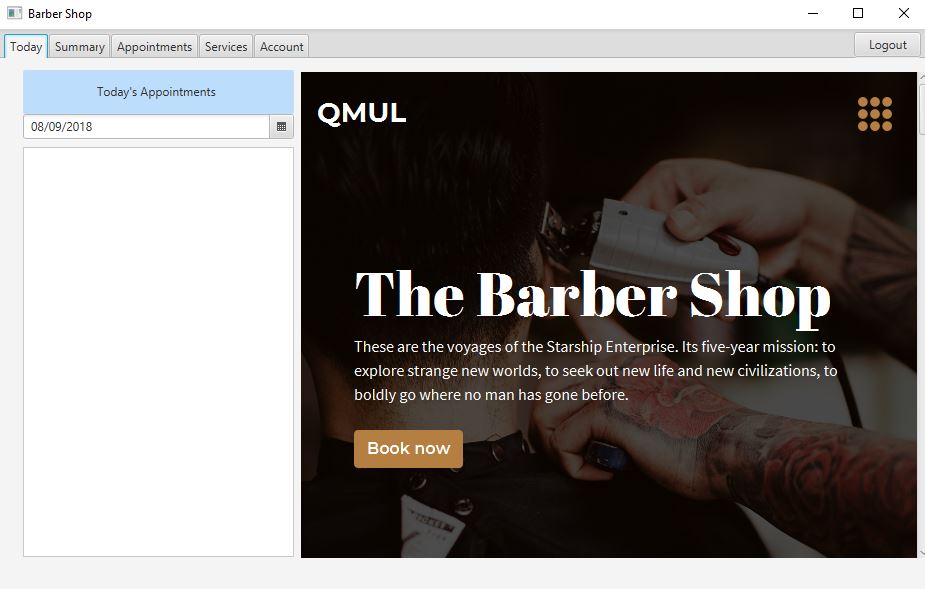 Barber Shop
Today Summary Appointments Services Account Logout
Today's Appointments
08/09/2018
QMUL
The Barber Shop
These are the voyages of the Starship Enterprise. Its five-year mission: to
explore strange new worlds, to seek out new life and new civilizations, to
boldly go where no man has gone before.
Book now